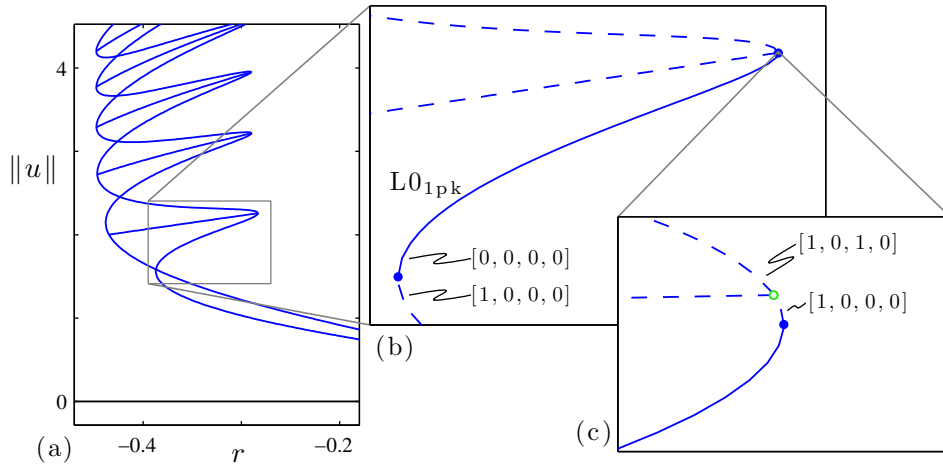 4
‖u‖
2
0
−0.4
−0.2
r
(a)
L0₁ₚₖ
[0, 0, 0, 0]
[1, 0, 0, 0]
(b)
[1, 0, 1, 0]
[1, 0, 0, 0]
(c)